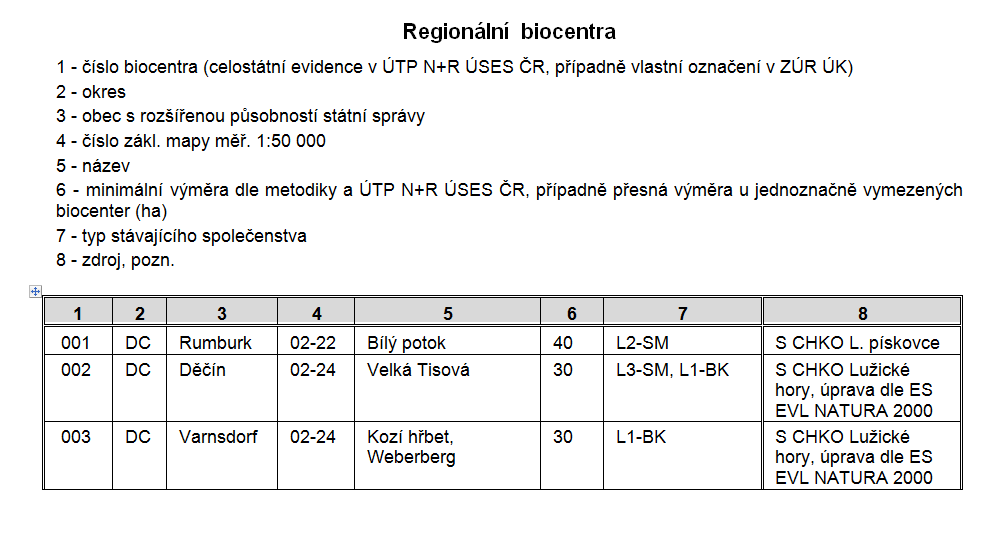 Regionální biocentra
1 - číslo biocentra (celostátní evidence v ÚTP N+R ÚSES ČR, případně vlastní označení v ZÚR ÚK)
2 - okres
3 - obec s rozšířenou působností státní správy
4 - číslo zákl. mapy měř. 1:50 000
5 - název
6 - minimální výměra dle metodiky a ÚTP N+R ÚSES ČR, případně přesná výměra u jednoznačně vymezených
biocenter (ha)
7 - typ stávajícího společenstva
8 - zdroj, pozn.
1 2 3 4 5 6 7 8
001 DC Rumburk 02-22 Bílý potok 40 L2-SM S CHKO L. pískovce
002 DC Děčín 02-24 Velká Tisová 30 L3-SM, L1-BK S CHKO Lužické
hory, úprava dle ES
EVL NATURA 2000
003 DC Varnsdorf 02-24 Kozí hřbet, 30 L1-BK S CHKO Lužické
Weberberg hory, úprava dle ES
EVL NATURA 2000